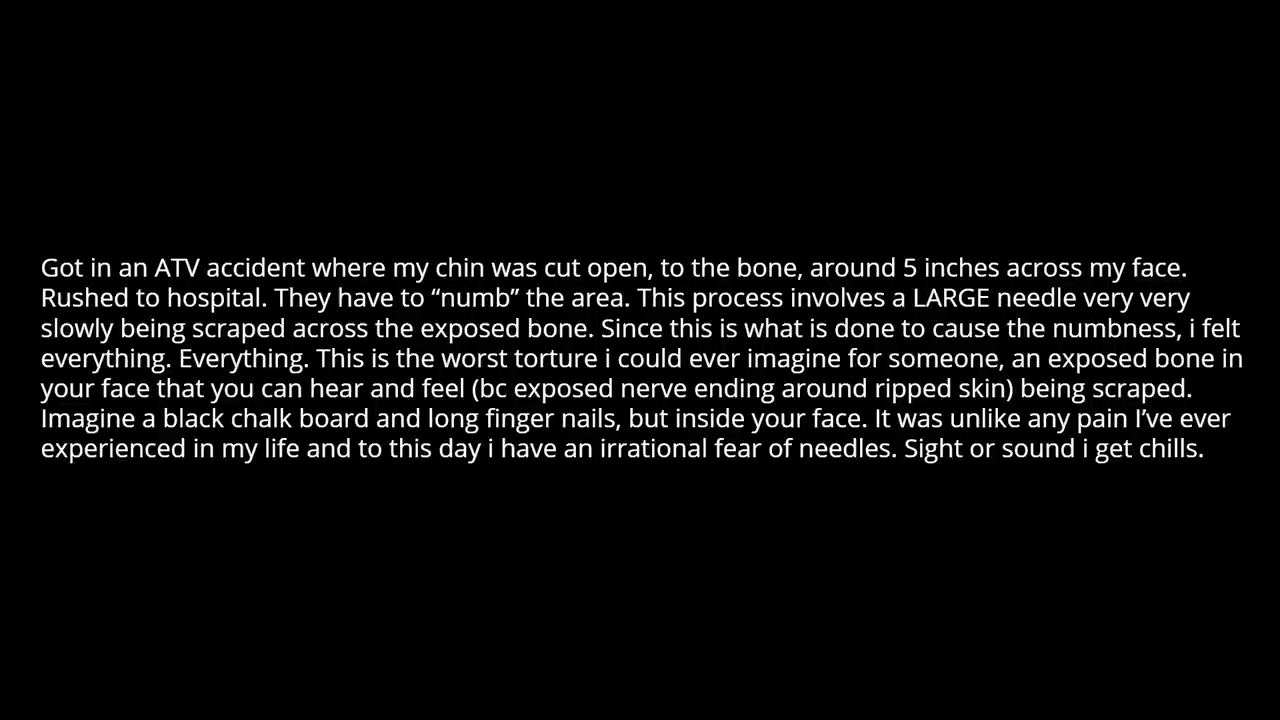 Got in an ATV accident where my chin was cut open, to the bone, around 5 inches across my face.
Rushed to hospital. They have to “numb” the area. This process involves a LARGE needle very very
slowly being scraped across the exposed bone. Since this is what is done to cause the numbness, i felt
everything. Everything. This is the worst torture i could ever imagine for someone, an exposed bone in
your face that you can hear and feel (bc exposed nerve ending around ripped skin) being scraped.
Imagine a black chalk board and long finger nails, but inside your face. It was unlike any pain I’ve ever
experienced in my life and to this day i have an irrational fear of needles. Sight or sound i get chills.